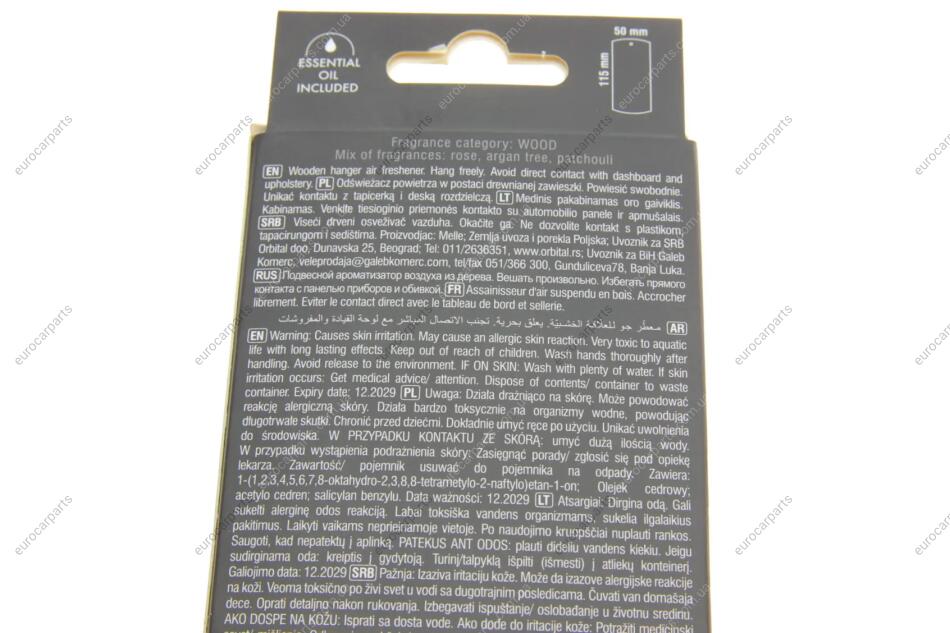 ESSENTIAL
OIL
INCLUDED
50 mm
115 mm
Fragrance category: WOOD
Mix of fragrances: rose, argan tree, patchouli
EN Wooden hanger air freshener. Hang freely. Avoid direct contact with dashboard and
upholstery. PL Odświeżacz powietrza w postaci drewnianej zawieszki. Powiesić swobodnie.
Unikać kontaktu z tapicerką i deską rozdzielczą. LT Medinis pakabinamas oro gaiviklis.
Kabinamas. Venkite tiesioginio priemonės kontakto su automobilio panele ir apmušalais.
SRB Viseći drveni osveživač vazduha. Okačite ga. Ne dozvolite kontakt s plastikom,
tapacirungom i sedištima. Proizvodjac: Melle; Zemlja uvoza i porekla Poljska; Uvoznik za SRB
Orbital doo, Dunavska 25, Beograd; Tel: 011/2636351, www.orbital.rs; Uvoznik za BiH Galeb
Komerc, veleprodaja@galebkomerc.com, tel/fax 051/366 300, Gunduliceva78, Banja Luka.
RUS Подвесной ароматизатор воздуха из дерева. Вешать произвольно. Избегать прямого
контакта с панелью приборов и обивкой. FR Assainisseur d'air suspendu en bois. Accrocher
librement. Eviter le contact direct avec le tableau de bord et sellerie.
AR معطّر جو للعلاقة الخشبيّة. يعلق بحرية. تجنب الاتصال المباشر مع لوحة القيادة والمفروشات
EN Warning: Causes skin irritation. May cause an allergic skin reaction. Very toxic to aquatic
life with long lasting effects. Keep out of reach of children. Wash hands thoroughly after
handling. Avoid release to the environment. IF ON SKIN: Wash with plenty of water. If skin
irritation occurs: Get medical advice/ attention. Dispose of contents/ container to waste
container. Expiry date: 12.2029 PL Uwaga: Działa drażniąco na skórę. Może powodować
reakcję alergiczną skóry. Działa bardzo toksycznie na organizmy wodne, powodując
długotrwałe skutki. Chronić przed dziećmi. Dokładnie umyć ręce po użyciu. Unikać uwolnienia
do środowiska. W PRZYPADKU KONTAKTU ZE SKÓRĄ: umyć dużą ilością wody.
W przypadku wystąpienia podrażnienia skóry: Zasięgnąć porady/ zgłosić się pod opiekę
lekarza. Zawartość/ pojemnik usuwać do pojemnika na odpady. Zawiera:
1-(1,2,3,4,5,6,7,8-oktahydro-2,3,8,8-tetrametylo-2-naftylo)etan-1-on; Olejek cedrowy;
acetylo cedren; salicylan benzylu. Data ważności: 12.2029 LT Atsargiai. Dirgina odą. Gali
sukelti alerginę odos reakciją. Labai toksiška vandens organizmams, sukelia ilgalaikius
pakitimus. Laikyti vaikams neprieinamoje vietoje. Po naudojimo kruopščiai nuplauti rankos.
Saugoti, kad nepatektų į aplinką. PATEKUS ANT ODOS: plauti dideliu vandens kiekiu. Jeigu
sudirginama oda: kreiptis į gydytoją. Turinį/talpyklą išpilti (išmesti) į atliekų konteinerį.
Galiojimo data: 12.2029 SRB Pažnja: Izaziva iritaciju kože. Može da izazove alergijske reakcije
na koži. Veoma toksično po živi svet u vodi sa dugotrajnim posledicama. Čuvati van domašaja
dece. Oprati detaljno nakon rukovanja. Izbegavati ispuštanje/ oslobađanje u životnu sredinu.
AKO DOSPE NA KOŽU: Isprati sa dosta vode. Ako dođe do iritacije kože: Potražiti medicinski